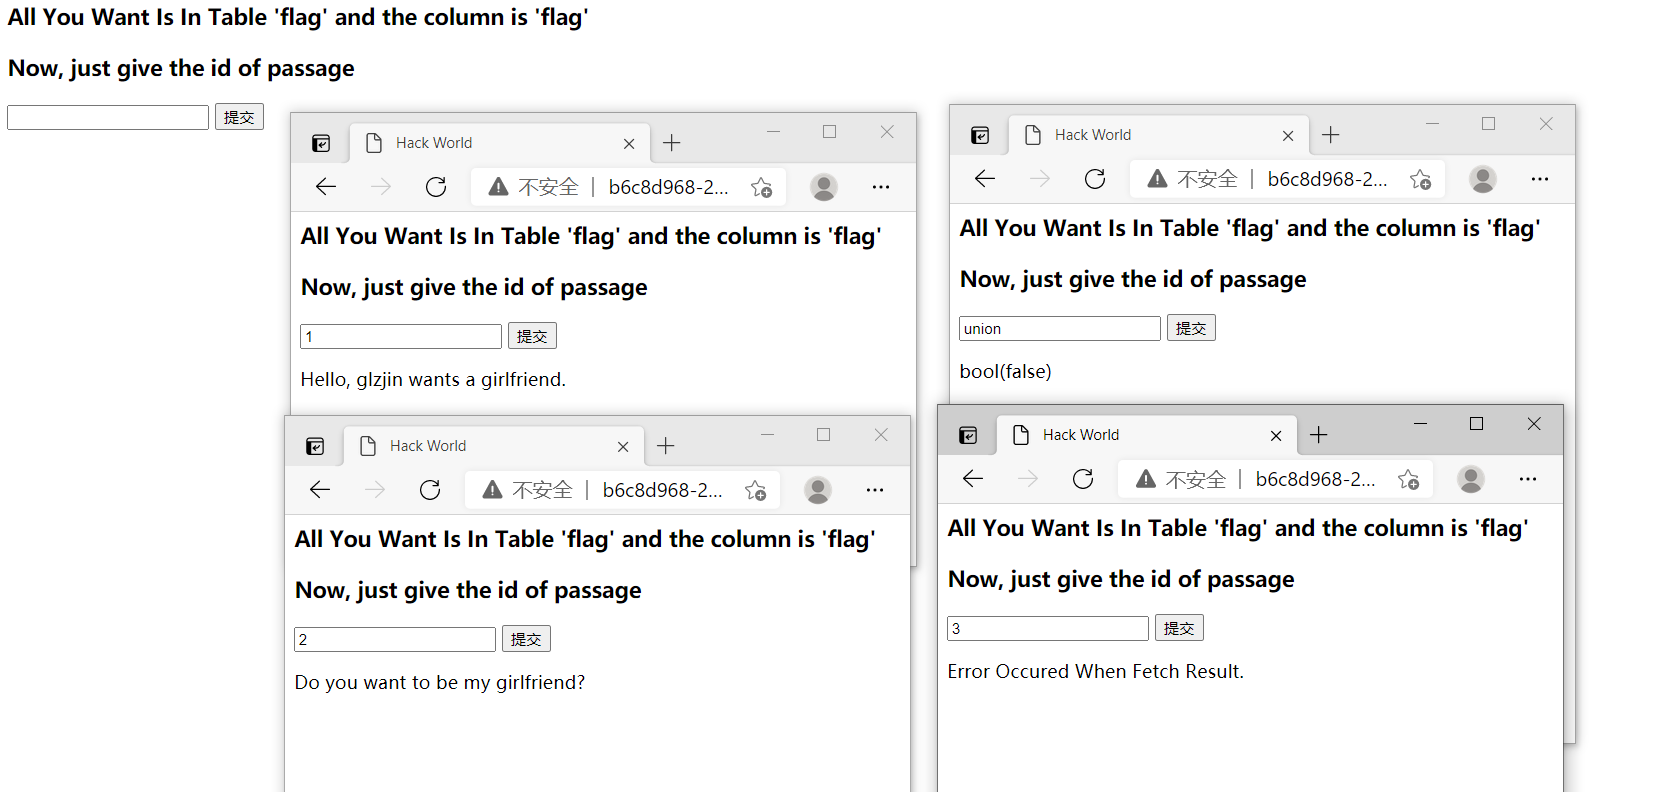 All You Want Is In Table 'flag' and the column is 'flag'
Now, just give the id of passage
提交
Hack World
不安全 b6c8d968-2...
All You Want Is In Table 'flag' and the column is 'flag'
Now, just give the id of passage
1 提交
Hello, glzjin wants a girlfriend.
Hack World
不安全 b6c8d968-2...
All You Want Is In Table 'flag' and the column is 'flag'
Now, just give the id of passage
union 提交
bool(false)
Hack World
不安全 b6c8d968-2...
All You Want Is In Table 'flag' and the column is 'flag'
Now, just give the id of passage
2 提交
Do you want to be my girlfriend?
Hack World
不安全 b6c8d968-2...
All You Want Is In Table 'flag' and the column is 'flag'
Now, just give the id of passage
3 提交
Error Occured When Fetch Result.